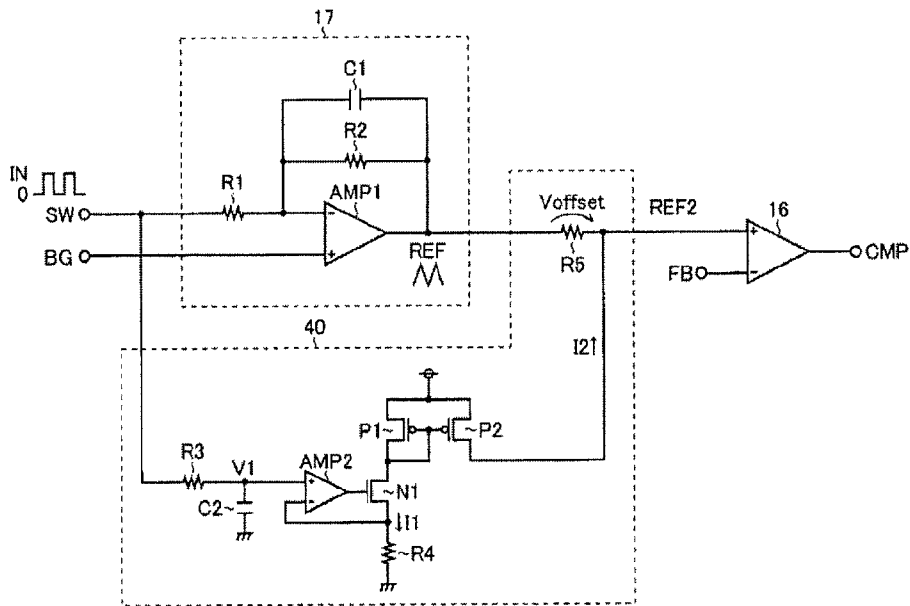 17
C1
R2
IN
0
SW
R1
AMP1
BG
REF
Voffset
R5
REF2
16
FB
CMP
40
I2↑
P1
P2
R3
V1
AMP2
C2
N1
↓I1
R4